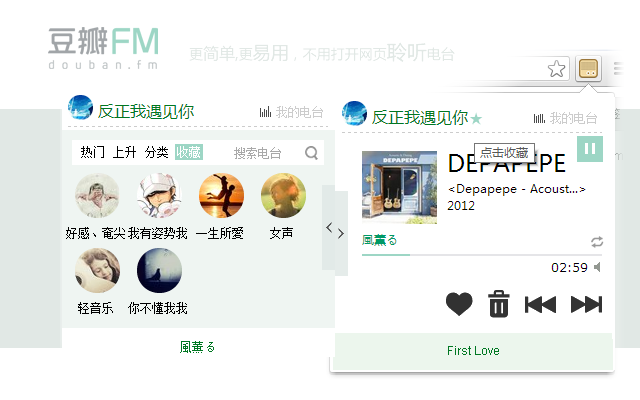 豆瓣FM
douban.fm
更简单,更易用，不用打开网页聆听电台
反正我遇见你
我的电台
热门 上升 分类 收藏 搜索电台
好感、奄尖 我有姿势我 一生所愛 女声
轻音乐 你不懂我我
風薫る
反正我遇见你★
我的电台
点击收藏
DEPAPEPE
DEPAPEPE
<Depapepe - Acoust...>
2012
風薫る
02:59
First Love